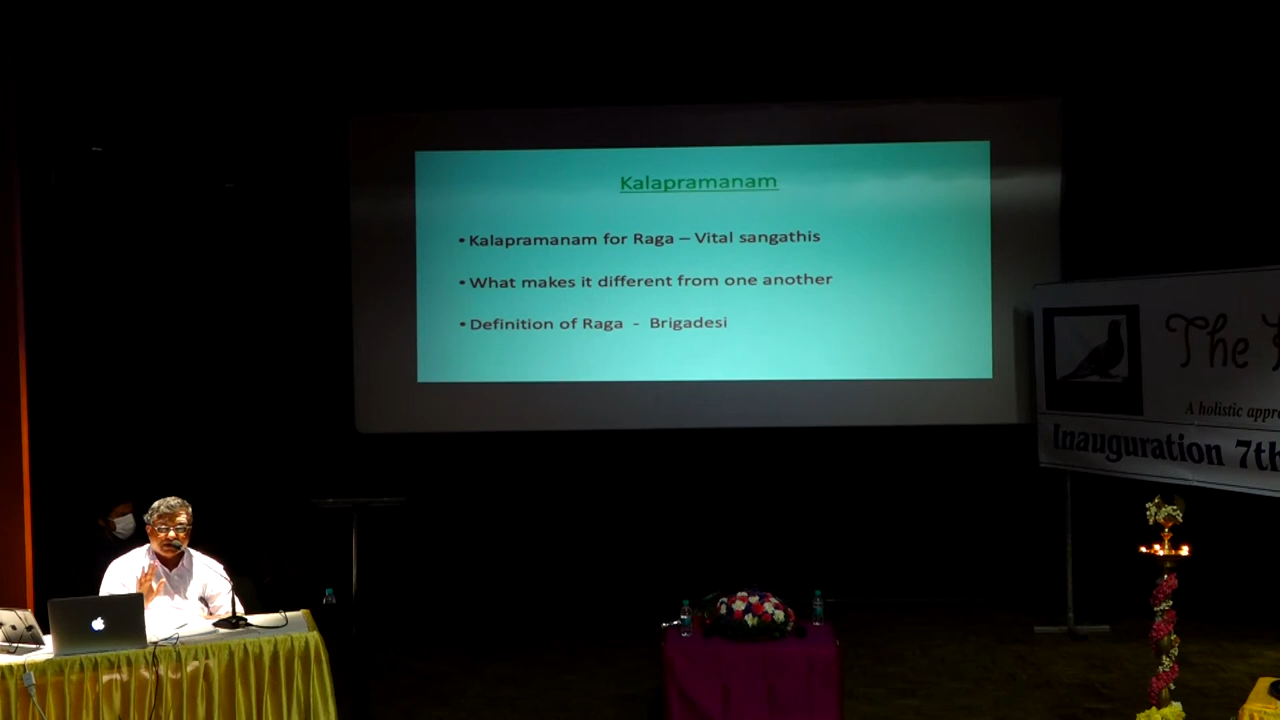 Kalapramanam
• Kalapramanam for Raga – Vital sangathis
• What makes it different from one another
• Definition of Raga - Brigadesi
The
A holistic appr
Inauguration 7th